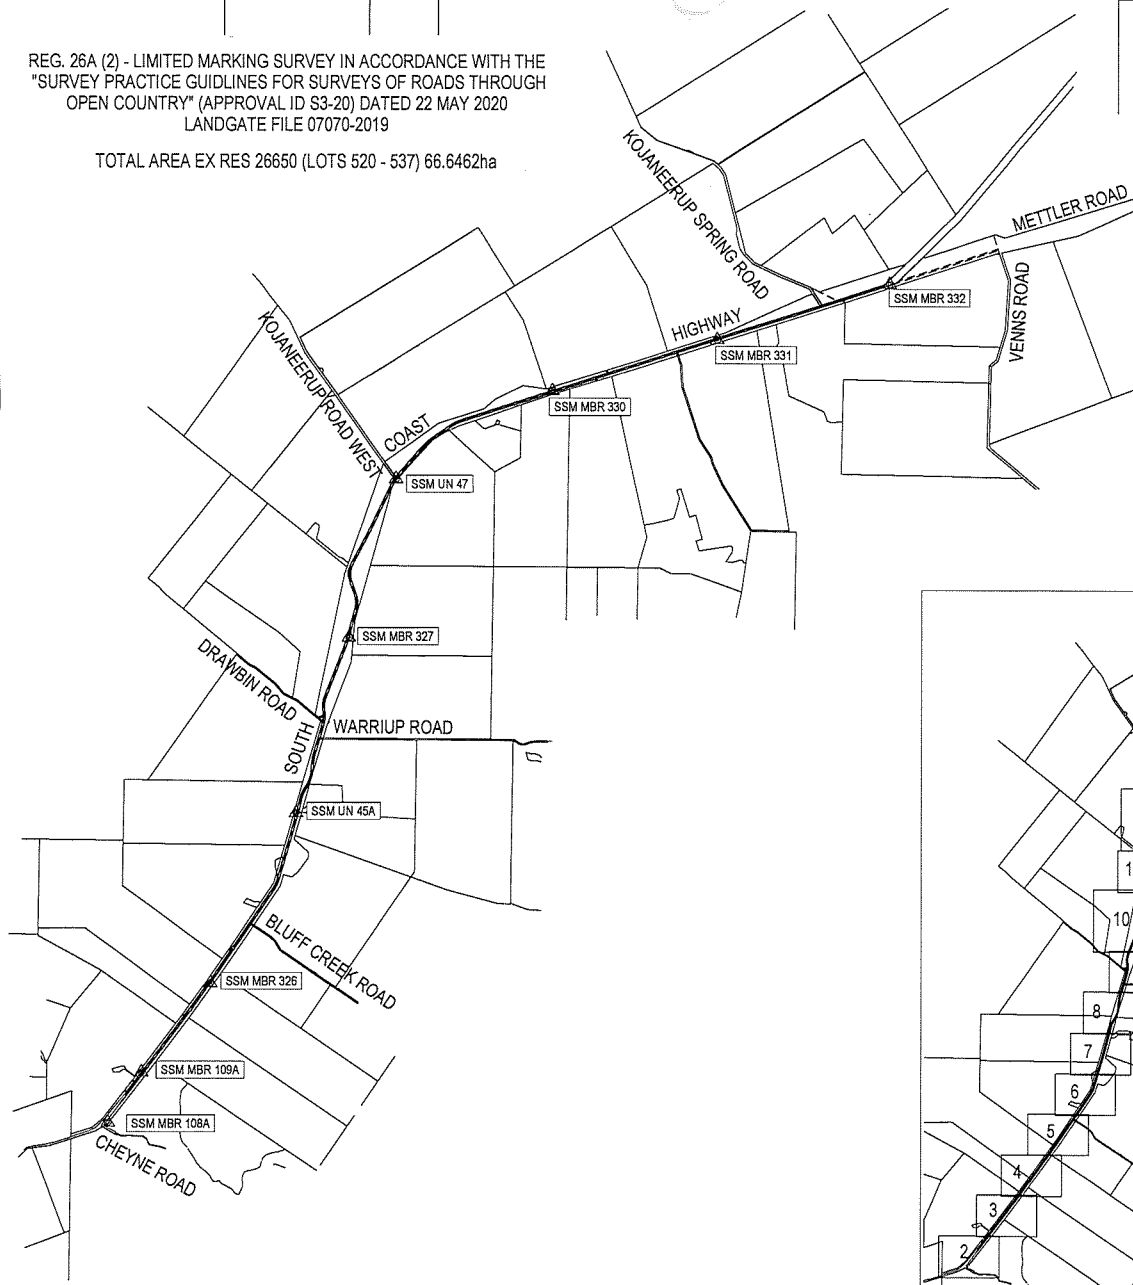 REG. 26A (2) - LIMITED MARKING SURVEY IN ACCORDANCE WITH THE
"SURVEY PRACTICE GUIDLINES FOR SURVEYS OF ROADS THROUGH
OPEN COUNTRY" (APPROVAL ID S3-20) DATED 22 MAY 2020
LANDGATE FILE 07070-2019
TOTAL AREA EX RES 26650 (LOTS 520 - 537) 66.6462ha
KOJANEERUP SPRING ROAD
METTLER ROAD
VENNS ROAD
SSM MBR 332
HIGHWAY
SSM MBR 331
KOJANEERUP ROAD WEST
SSM MBR 330
COAST
SSM UN 47
SSM MBR 327
DRAWBIN ROAD
WARRIUP ROAD
SOUTH
SSM UN 45A
BLUFF CREEK ROAD
SSM MBR 326
SSM MBR 109A
SSM MBR 108A
CHEYNE ROAD
1
10
8
7
6
5
4
3
2